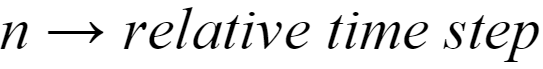 n → relative time step